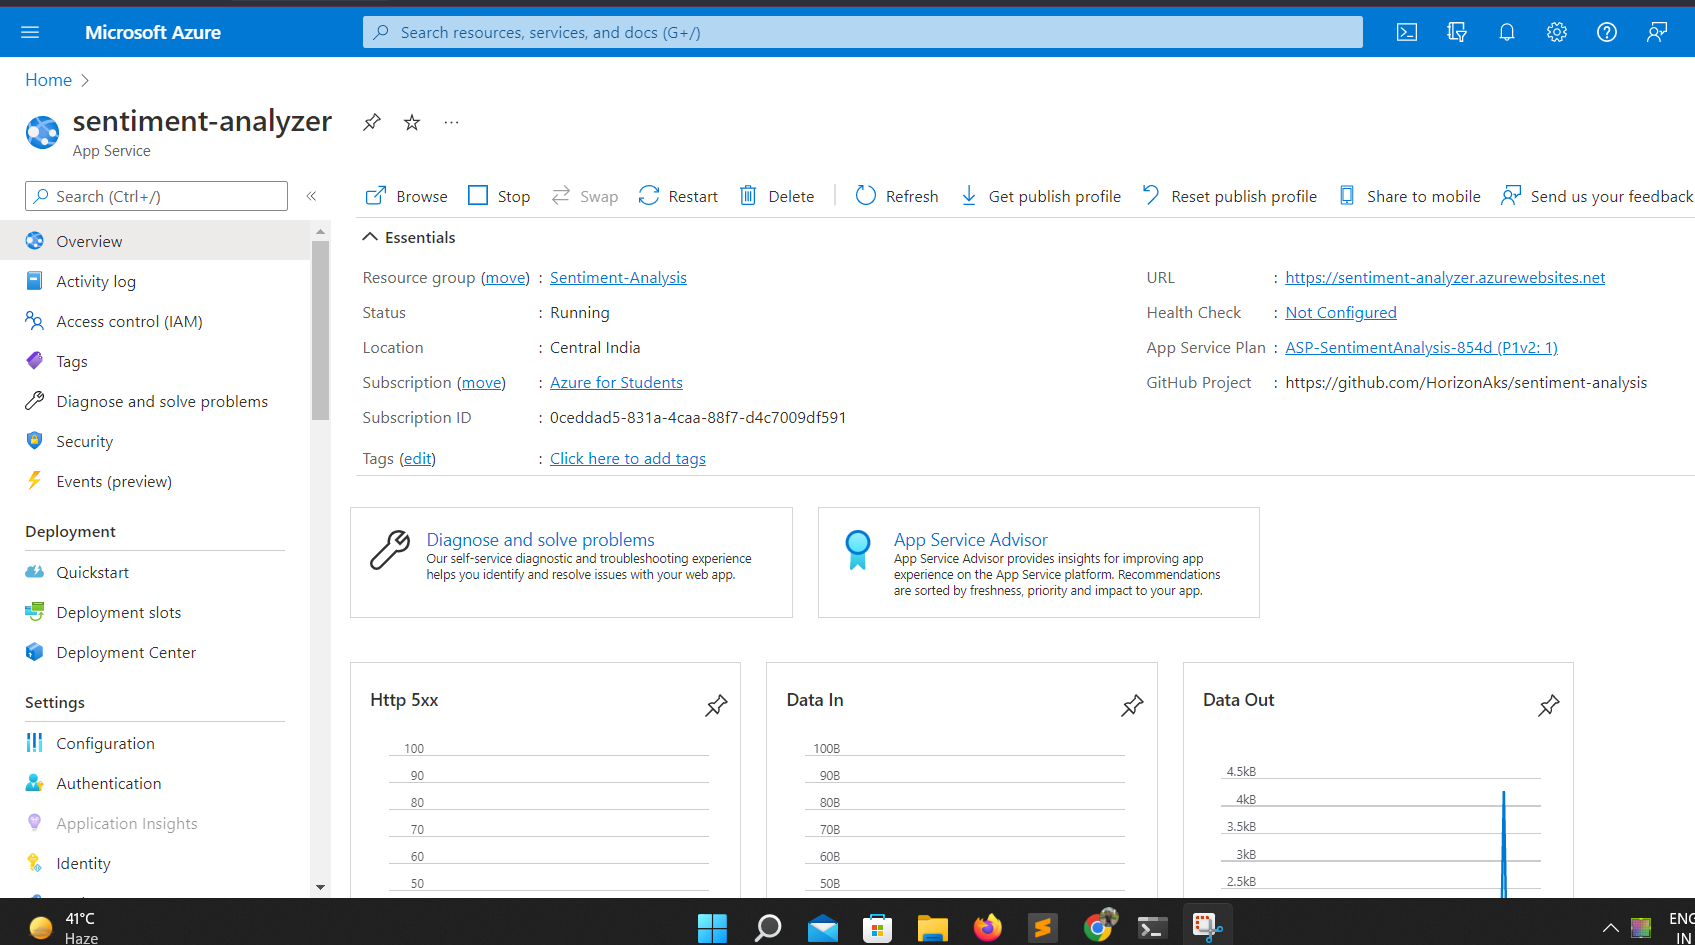 Microsoft Azure
Search resources, services, and docs (G+/)
Home
sentiment-analyzer
App Service
Search (Ctrl+/)
Browse Stop Swap Restart Delete Refresh Get publish profile Reset publish profile Share to mobile Send us your feedback
Overview
Activity log
Access control (IAM)
Tags
Diagnose and solve problems
Security
Events (preview)
Deployment
Quickstart
Deployment slots
Deployment Center
Settings
Configuration
Authentication
Application Insights
Identity
Essentials
Resource group (move) : Sentiment-Analysis
Status : Running
Location : Central India
Subscription (move) : Azure for Students
Subscription ID : 0ceddad5-831a-4caa-88f7-d4c7009df591
Tags (edit) : Click here to add tags
URL : https://sentiment-analyzer.azurewebsites.net
Health Check : Not Configured
App Service Plan : ASP-SentimentAnalysis-854d (P1v2: 1)
GitHub Project : https://github.com/HorizonAks/sentiment-analysis
Diagnose and solve problems
Our self-service diagnostic and troubleshooting experience
helps you identify and resolve issues with your web app.
App Service Advisor
App Service Advisor provides insights for improving app
experience on the App Service platform. Recommendations
are sorted by freshness, priority and impact to your app.
Http 5xx
100
90
80
70
60
50
Data In
100B
90B
80B
70B
60B
50B
Data Out
4.5kB
4kB
3.5kB
3kB
2.5kB
41°C
Haze
ENG
IN